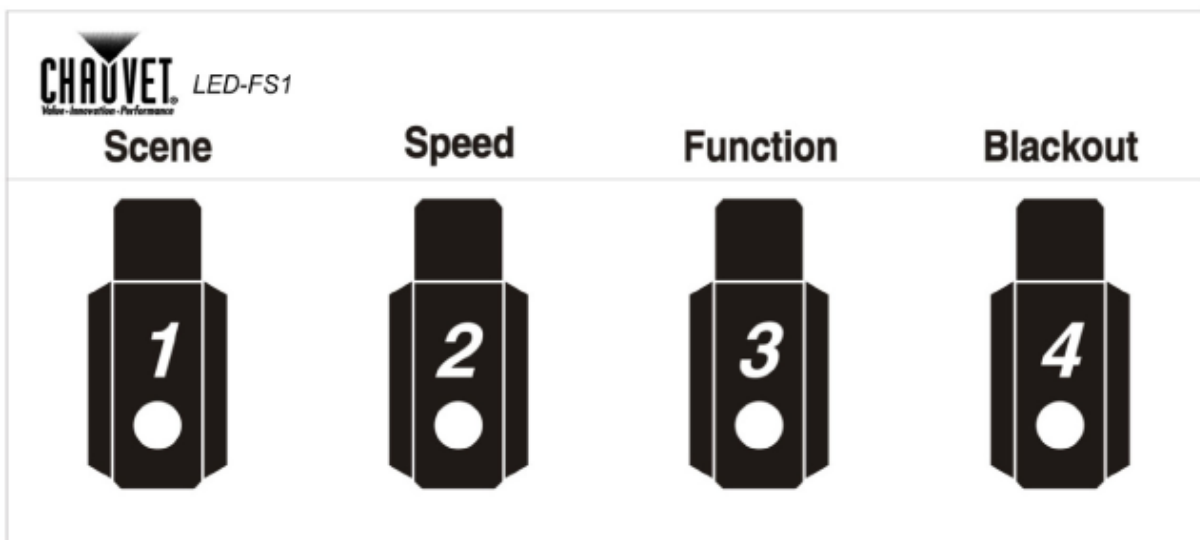 CHAUVET® LED-FS1
Value-Innovation-Performance
Scene Speed Function Blackout
1 2 3 4